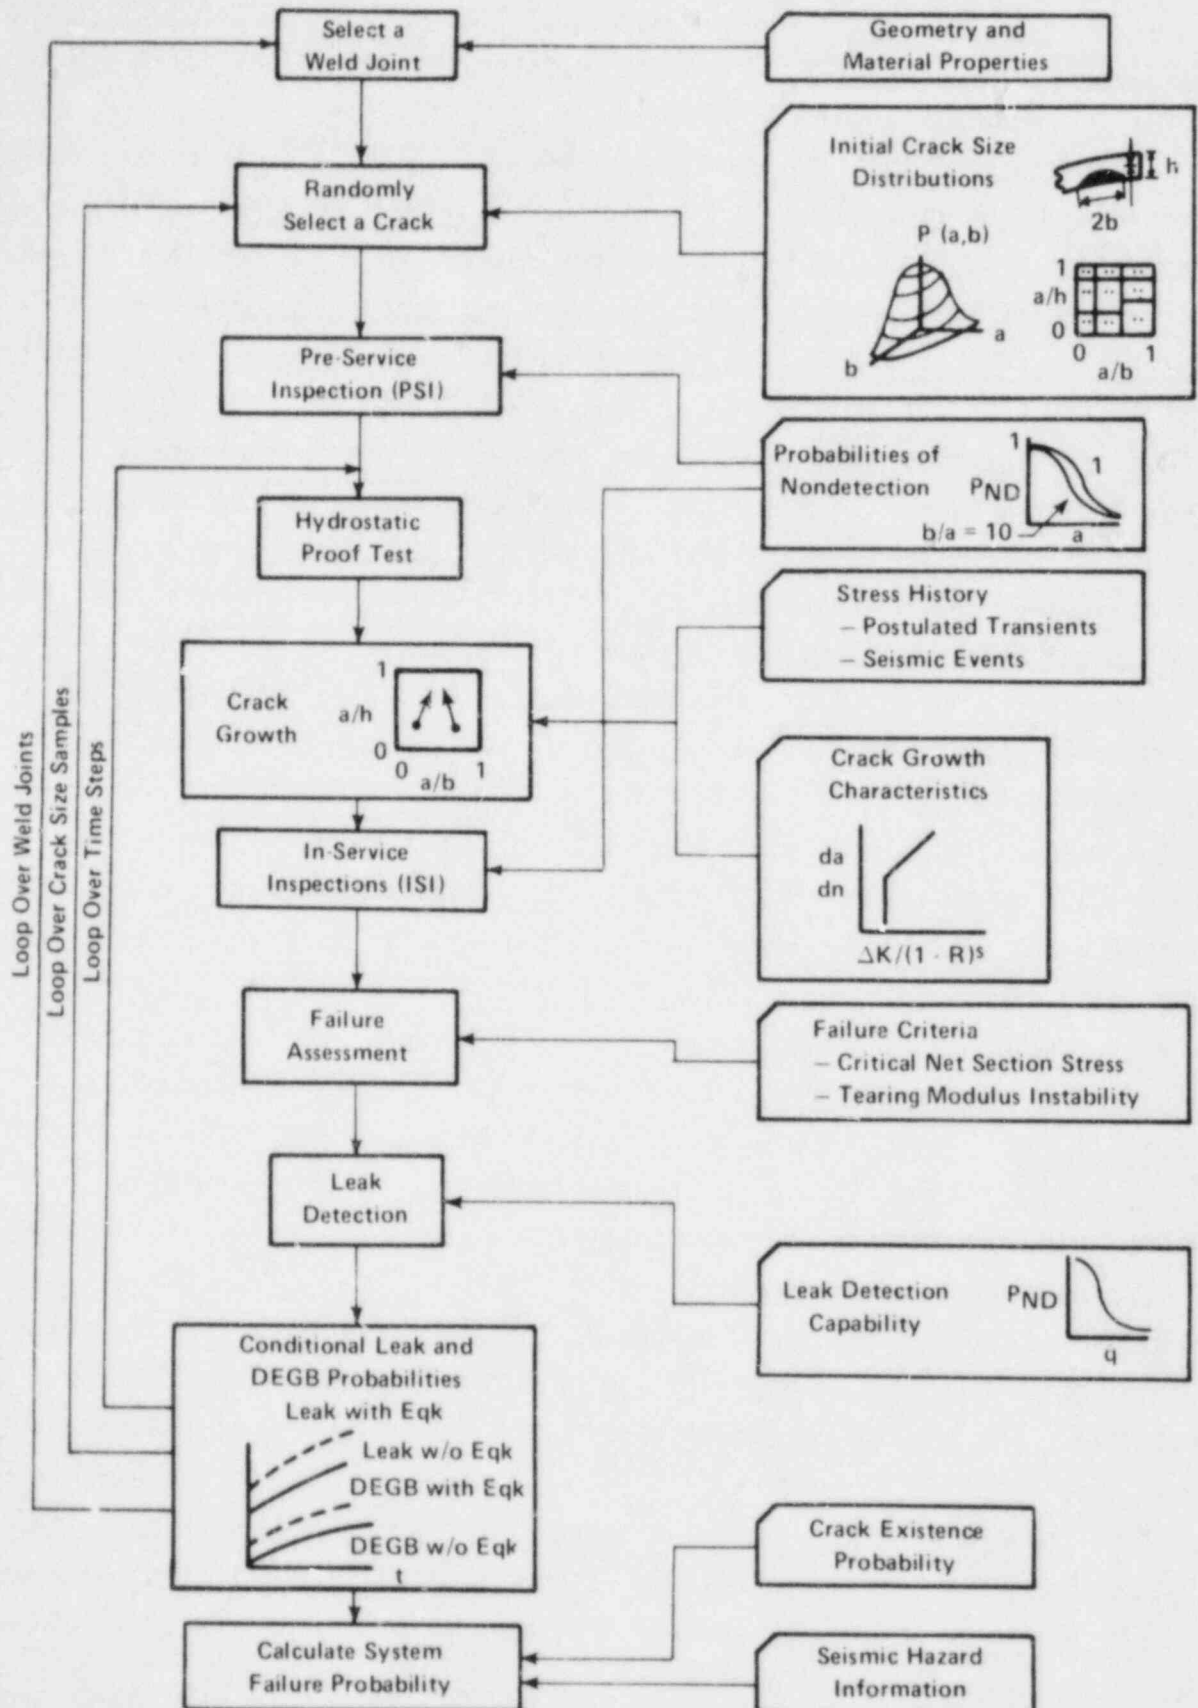 Select a
Weld Joint
Geometry and
Material Properties
Initial Crack Size
Distributions
h
2b
P (a,b)
a
b
1
a/h
0
0 1
a/b
Randomly
Select a Crack
Pre-Service
Inspection (PSI)
Probabilities of
Nondetection
1
PND
1
b/a = 10
a
Hydrostatic
Proof Test
Stress History
– Postulated Transients
– Seismic Events
Crack
Growth
1
a/h
0
0 1
a/b
Crack Growth
Characteristics
da
dn
ΔK/(1 - R)s
In-Service
Inspections (ISI)
Failure
Assessment
Failure Criteria
– Critical Net Section Stress
– Tearing Modulus Instability
Leak
Detection
Leak Detection
Capability
PND
q
Conditional Leak and
DEGB Probabilities
Leak with Eqk
Leak w/o Eqk
DEGB with Eqk
DEGB w/o Eqk
t
Crack Existence
Probability
Calculate System
Failure Probability
Seismic Hazard
Information
Loop Over Weld Joints
Loop Over Crack Size Samples
Loop Over Time Steps